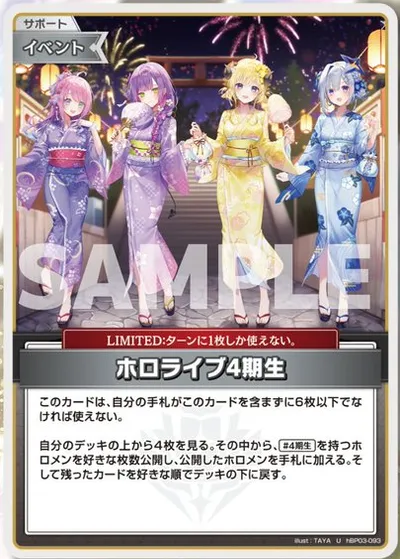 サポート
イベント
SAMPLE
LIMITED:ターンに1枚しか使えない。
ホロライブ4期生
このカードは、自分の手札がこのカードを含まずに6枚以下でな
ければ使えない。
自分のデッキの上から4枚を見る。その中から、#4期生を持つホ
ロメンを好きな枚数公開し、公開したホロメンを手札に加える。そ
して残ったカードを好きな順でデッキの下に戻す。
illust:TAYA U hBP03-093